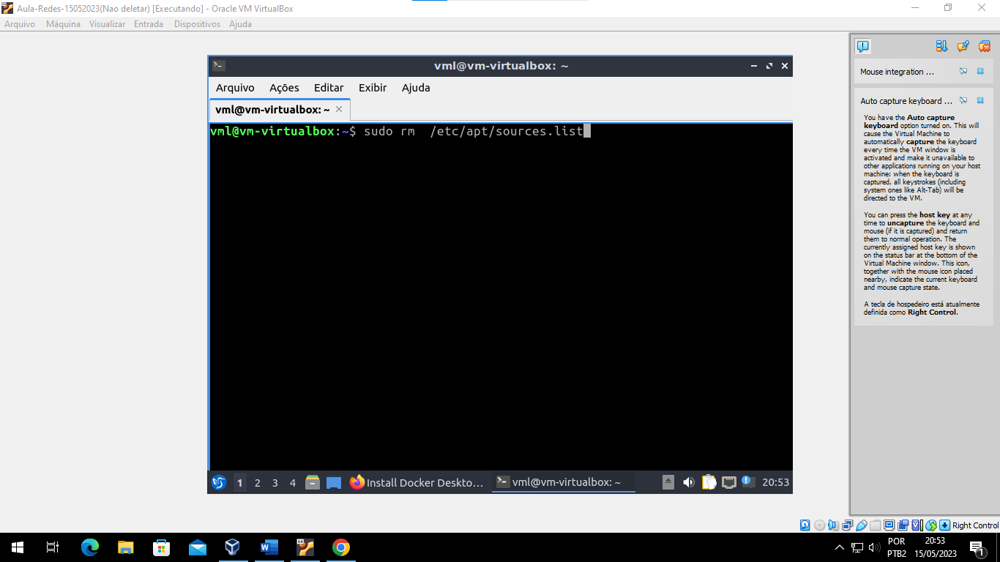 Aula-Redes-15052023(Nao deletar) [Executando] - Oracle VM VirtualBox
Arquivo Máquina Visualizar Entrada Dispositivos Ajuda
vml@vm-virtualbox: ~
Arquivo Ações Editar Exibir Ajuda
vml@vm-virtualbox: ~
vml@vm-virtualbox:~$ sudo rm  /etc/apt/sources.list
Mouse integration ...
Auto capture keyboard ...
You have the Auto capture
keyboard option turned on. This will
cause the Virtual Machine to
automatically capture the keyboard
every time the VM window is
activated and make it unavailable to
other applications running on your host
machine: when the keyboard is
captured, all keystrokes (including
system ones like Alt-Tab) will be
directed to the VM.
You can press the host key at any
time to uncapture the keyboard and
mouse (if it is captured) and return
them to normal operation. The
currently assigned host key is shown
on the status bar at the bottom of the
Virtual Machine window. This icon,
together with the mouse icon placed
nearby, indicate the current keyboard
and mouse capture state.
A tecla de hospedeiro está atualmente
definida como Right Control.
1 2 3 4 Install Docker Deskto... vml@vm-virtualbox: ~ 20:53
Right Control
POR 20:53
PTB2 15/05/2023 1